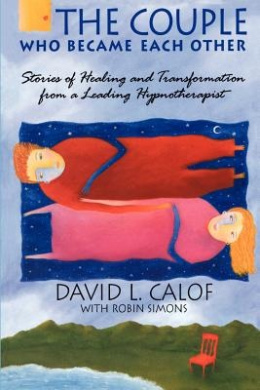 THE COUPLE
WHO BECAME EACH OTHER
Stories of Healing and Transformation
from a Leading Hypnotherapist
DAVID L. CALOF
WITH ROBIN SIMONS